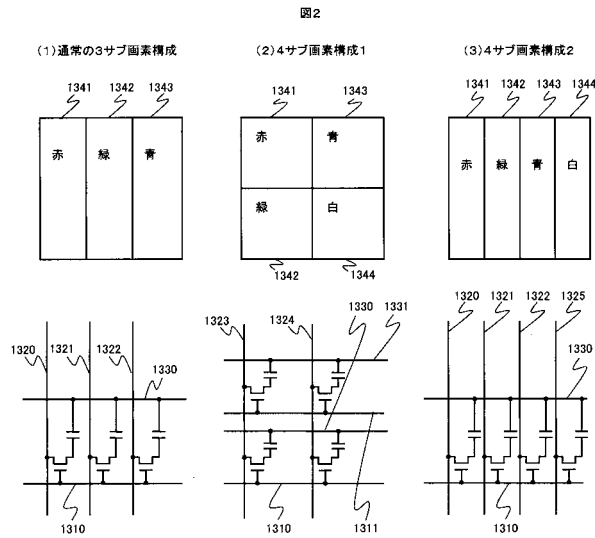 図2
(1)通常の3サブ画素構成
(2)4サブ画素構成1
(3)4サブ画素構成2
1341 1342 1343
赤 緑 青
1341 1343
赤 青
緑 白
1342 1344
1341 1342 1343 1344
赤 緑 青 白
1320 1321 1322 1330
1310
1323 1324 1330 1331
1310 1311
1320 1321 1322 1325
1330
1310